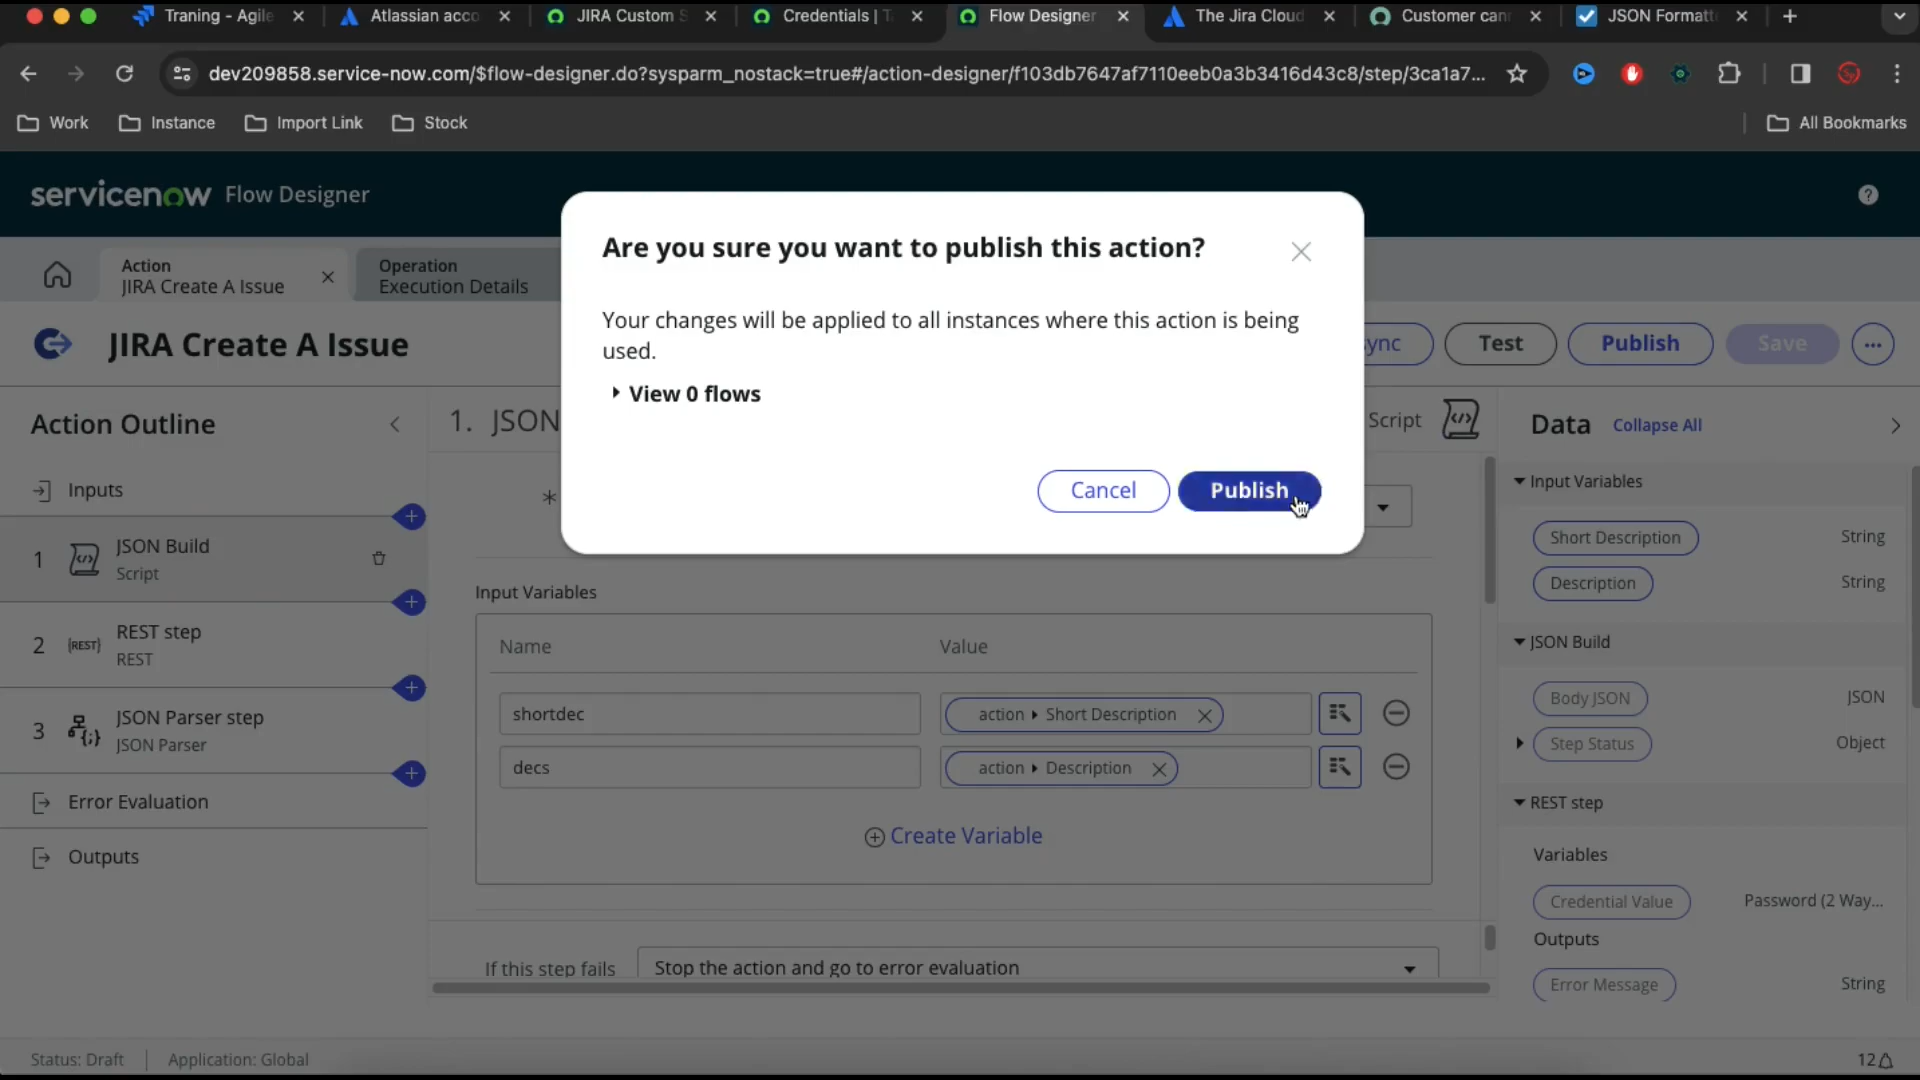 Traning - Agile
Atlassian acco
JIRA Custom S
Credentials | T
Flow Designer
The Jira Cloud
Customer can
JSON Formatt
dev209858.service-now.com/$flow-designer.do?sysparm_nostack=true#/action-designer/f103db7647af7110eeb0a3b3416d43c8/step/3ca1a7...
Work
Instance
Import Link
Stock
All Bookmarks
servicenow Flow Designer
Action
JIRA Create A Issue
Operation
Execution Details
JIRA Create A Issue
ync
Test
Publish
Save
Are you sure you want to publish this action?
Your changes will be applied to all instances where this action is being
used.
View 0 flows
Cancel
Publish
Action Outline
Inputs
1
JSON Build
Script
2
{REST}
REST step
REST
3
JSON Parser step
JSON Parser
Error Evaluation
Outputs
1. JSON
Script
*
Input Variables
Name
Value
shortdec
action ▸ Short Description
decs
action ▸ Description
Create Variable
If this step fails
Stop the action and go to error evaluation
Data
Collapse All
Input Variables
Short Description
String
Description
String
JSON Build
Body JSON
JSON
Step Status
Object
REST step
Variables
Credential Value
Password (2 Way...
Outputs
Error Message
String
Status: Draft
Application: Global
12